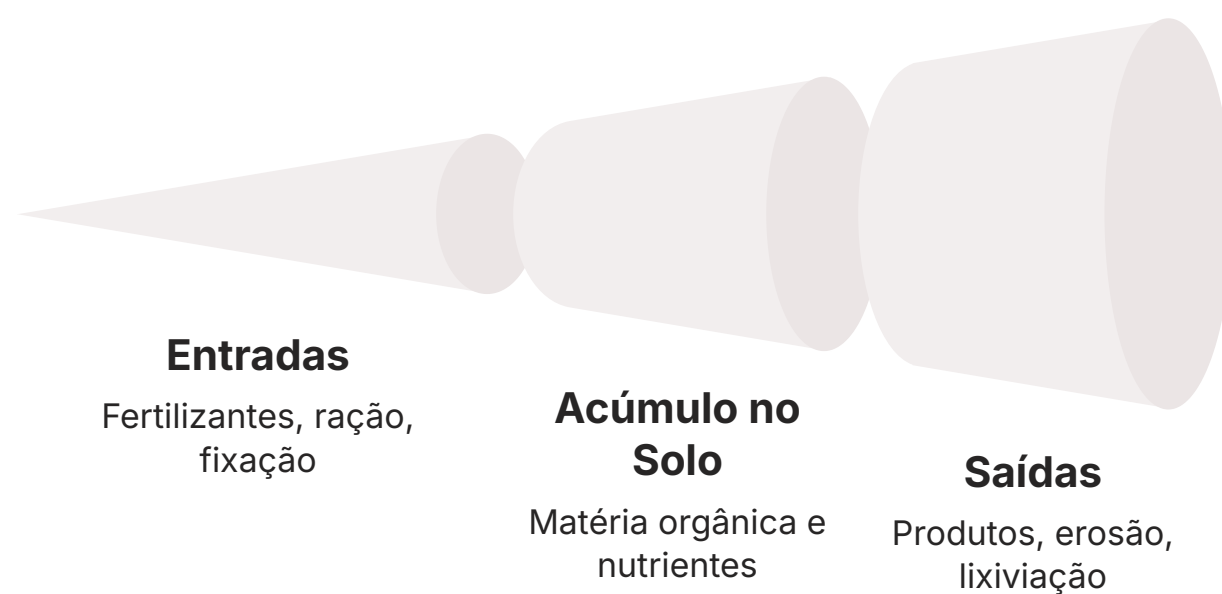 Entradas
Fertilizantes, ração,
fixação
Acúmulo no
Solo
Matéria orgânica e
nutrientes
Saídas
Produtos, erosão,
lixiviação